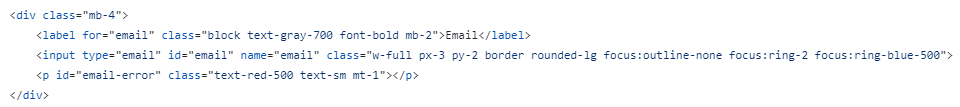 <div class="mb-4">
    <label for="email" class="block text-gray-700 font-bold mb-2">Email</label>
    <input type="email" id="email" name="email" class="w-full px-3 py-2 border rounded-lg focus:outline-none focus:ring-2 focus:ring-blue-500">
    <p id="email-error" class="text-red-500 text-sm mt-1"></p>
</div>